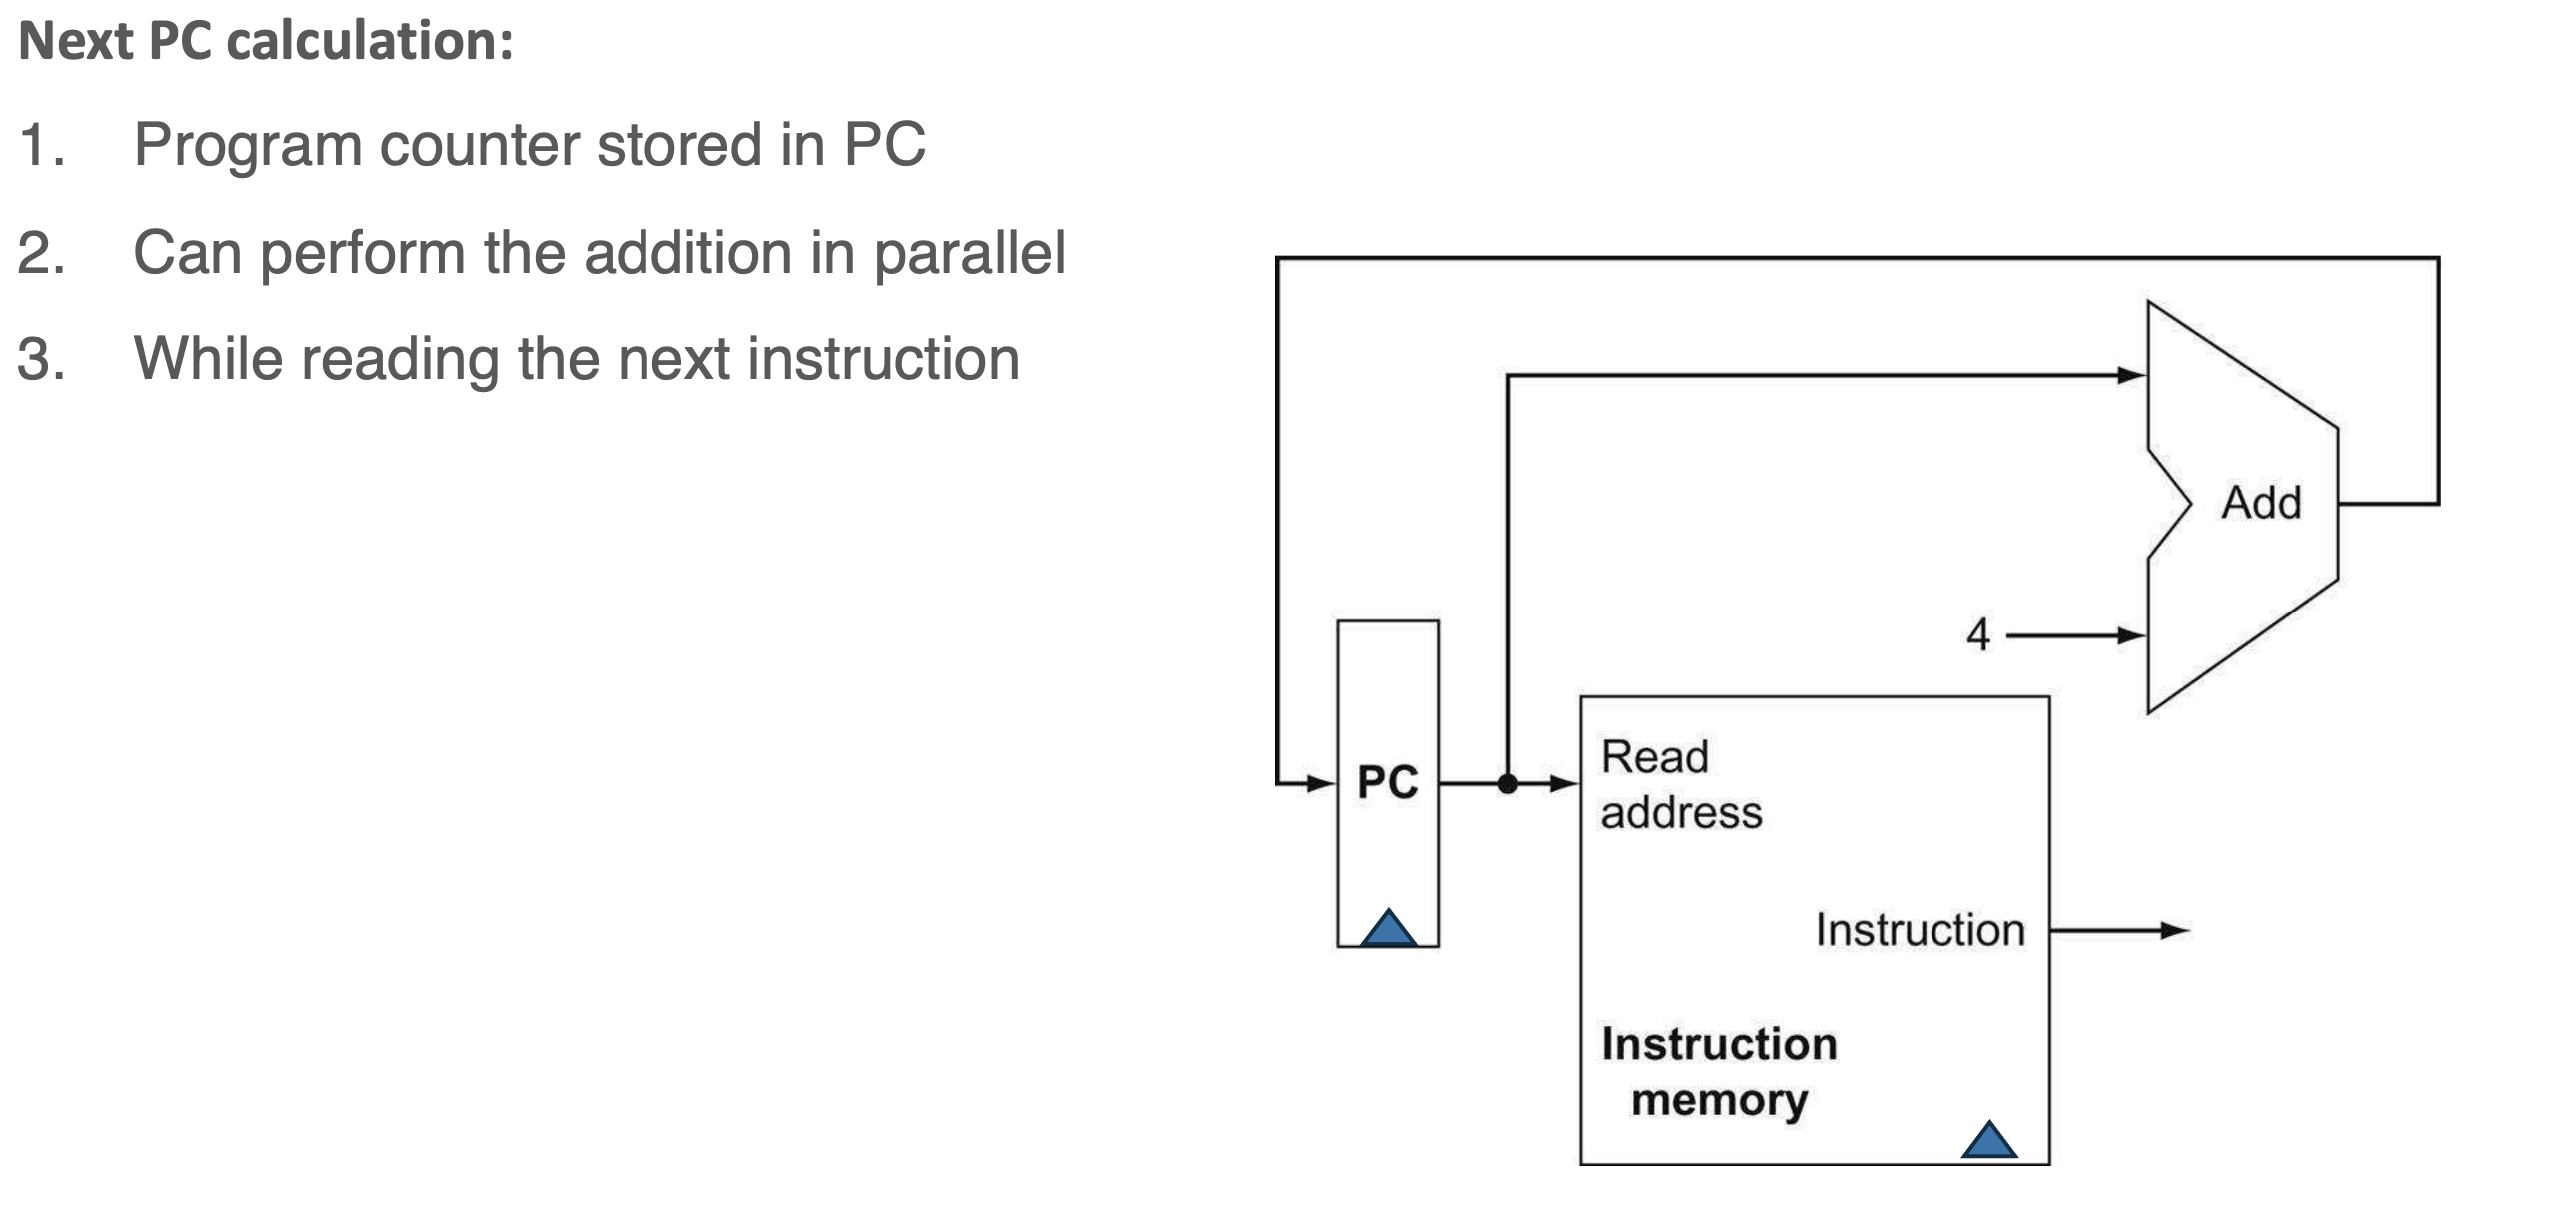 Next PC calculation:
1. Program counter stored in PC
2. Can perform the addition in parallel
3. While reading the next instruction
Add
4
PC
Read
address
Instruction
Instruction
memory